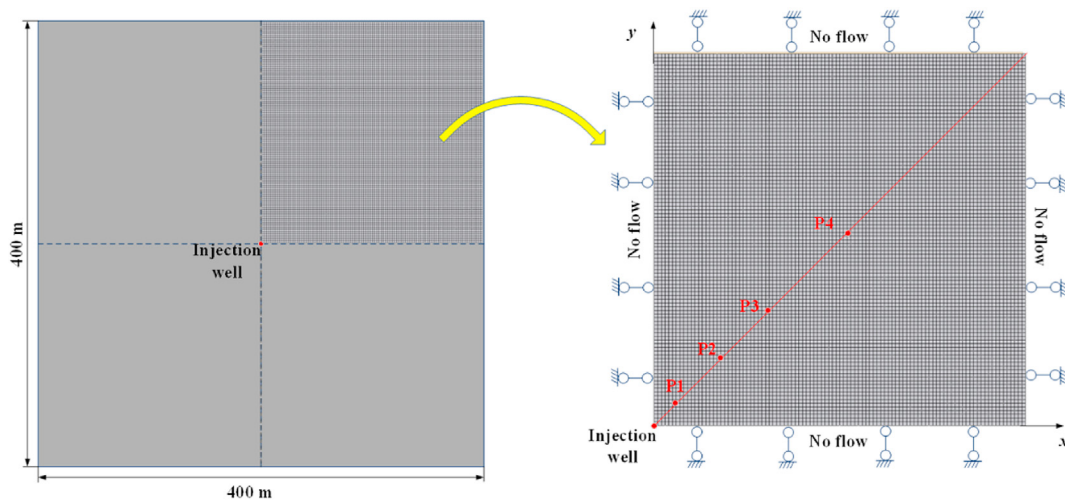 400 m
Injection
well
400 m
y
No flow
No flow
No flow
P4
P3
P2
P1
Injection
well
No flow
x